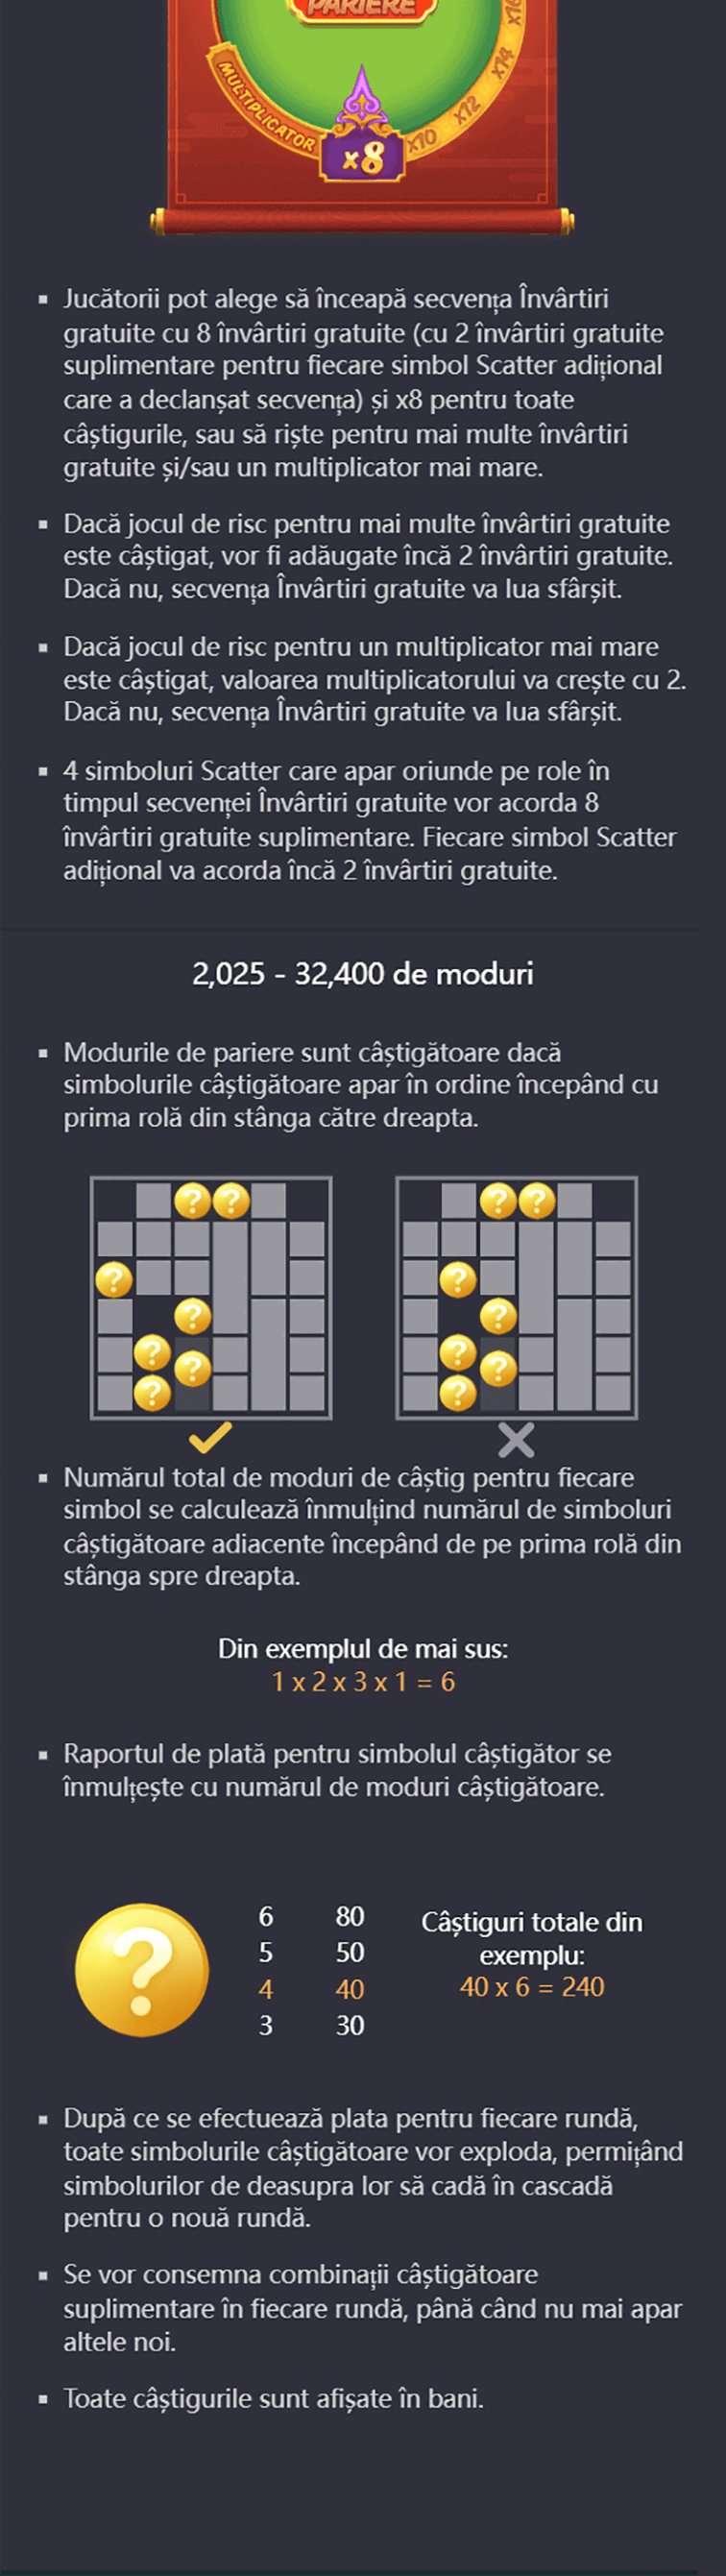 PARIERE
MULTIPLICATOR
x8
x10
x12
x14
x16
Jucătorii pot alege să înceapă secvența Învârtiri
gratuite cu 8 învârtiri gratuite (cu 2 învârtiri gratuite
suplimentare pentru fiecare simbol Scatter adițional
care a declanșat secvența) și x8 pentru toate
câștigurile, sau să riște pentru mai multe învârtiri
gratuite și/sau un multiplicator mai mare.
Dacă jocul de risc pentru mai multe învârtiri gratuite
este câștigat, vor fi adăugate încă 2 învârtiri gratuite.
Dacă nu, secvența Învârtiri gratuite va lua sfârșit.
Dacă jocul de risc pentru un multiplicator mai mare
este câștigat, valoarea multiplicatorului va crește cu 2.
Dacă nu, secvența Învârtiri gratuite va lua sfârșit.
4 simboluri Scatter care apar oriunde pe role în
timpul secvenței Învârtiri gratuite vor acorda 8
învârtiri gratuite suplimentare. Fiecare simbol Scatter
adițional va acorda încă 2 învârtiri gratuite.
2,025 - 32,400 de moduri
Modurile de pariere sunt câștigătoare dacă
simbolurile câștigătoare apar în ordine începând cu
prima rolă din stânga către dreapta.
? ? ? ?
? ?
? ?
? ?
? ?
? ?
Numărul total de moduri de câștig pentru fiecare
simbol se calculează înmulțind numărul de simboluri
câștigătoare adiacente începând de pe prima rolă din
stânga spre dreapta.
Din exemplul de mai sus:
1 x 2 x 3 x 1 = 6
Raportul de plată pentru simbolul câștigător se
înmulțește cu numărul de moduri câștigătoare.
?
6 80
5 50
4 40
3 30
Câștiguri totale din
exemplu:
40 x 6 = 240
După ce se efectuează plata pentru fiecare rundă,
toate simbolurile câștigătoare vor exploda, permițând
simbolurilor de deasupra lor să cadă în cascadă
pentru o nouă rundă.
Se vor consemna combinații câștigătoare
suplimentare în fiecare rundă, până când nu mai apar
altele noi.
Toate câștigurile sunt afișate în bani.